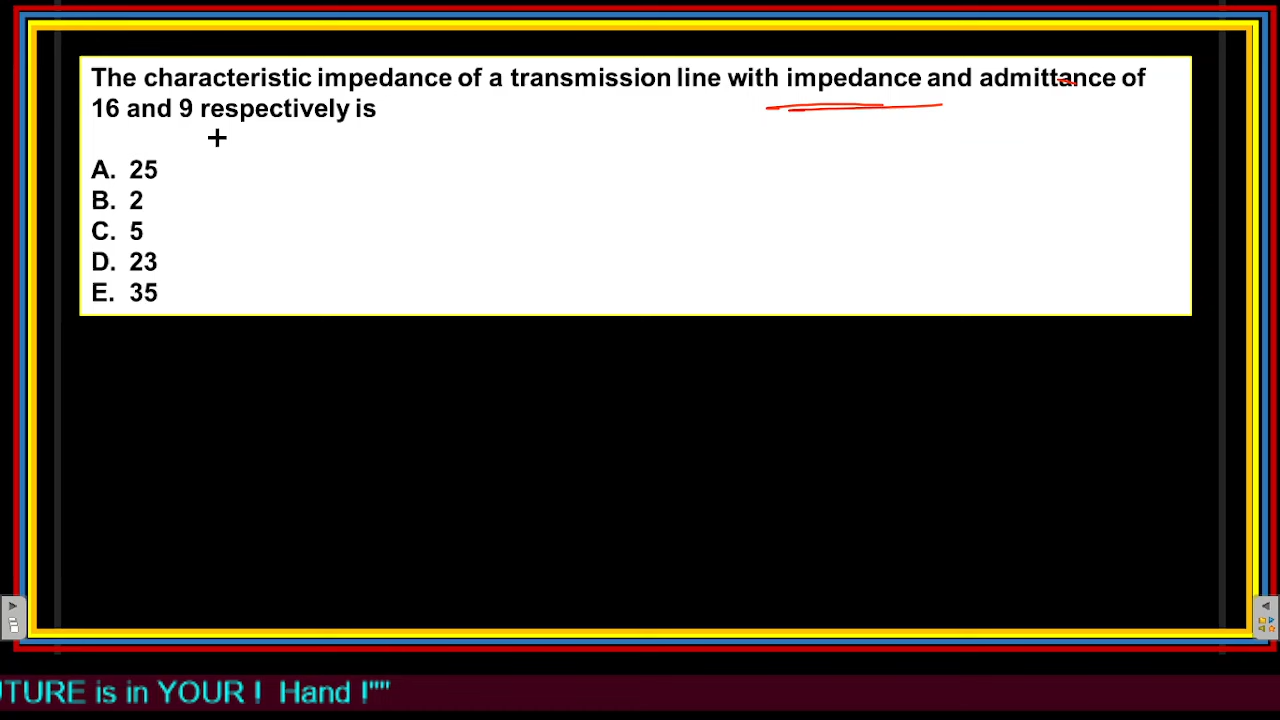 The characteristic impedance of a transmission line with impedance and admittance of
16 and 9 respectively is
A. 25
B. 2
C. 5
D. 23
E. 35
UTURE is in YOUR ! Hand !""